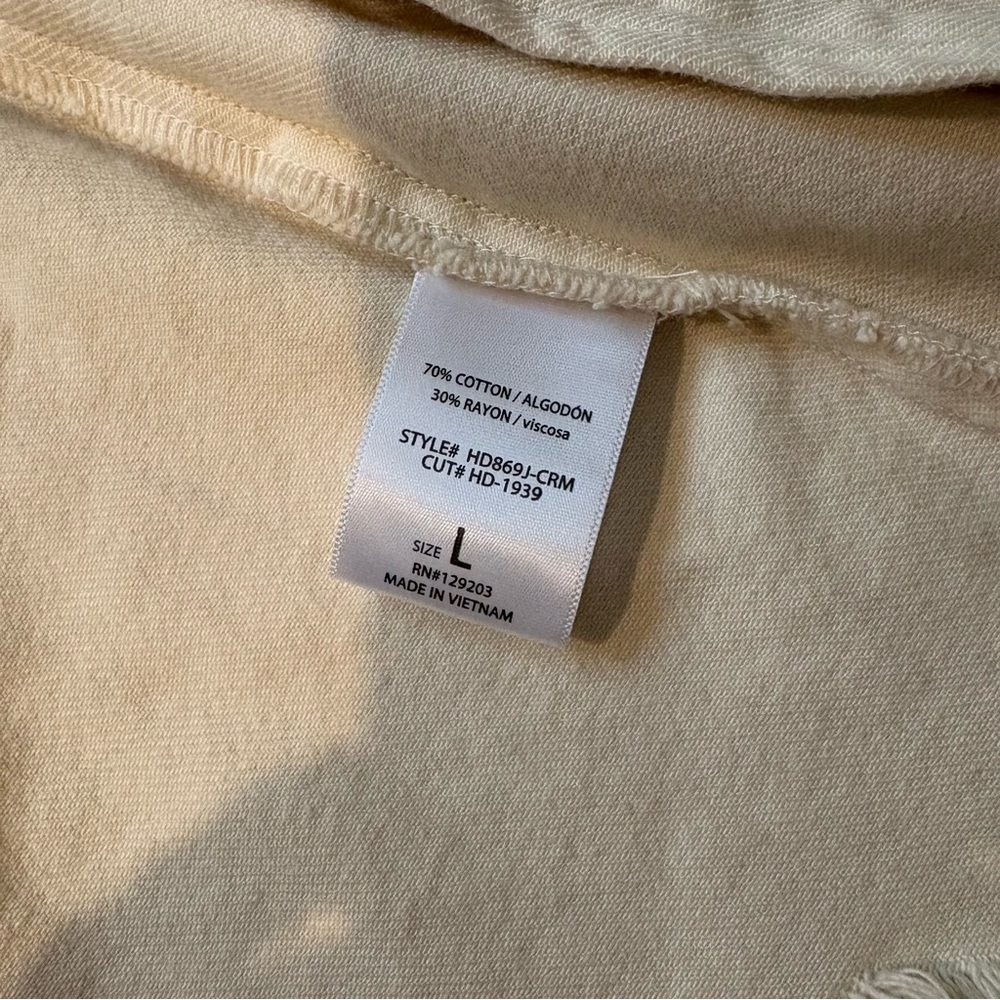 70% COTTON / ALGODÓN
30% RAYON / viscosa
STYLE# HD869J-CRM
CUT# HD-1939
SIZE L
RN#129203
MADE IN VIETNAM